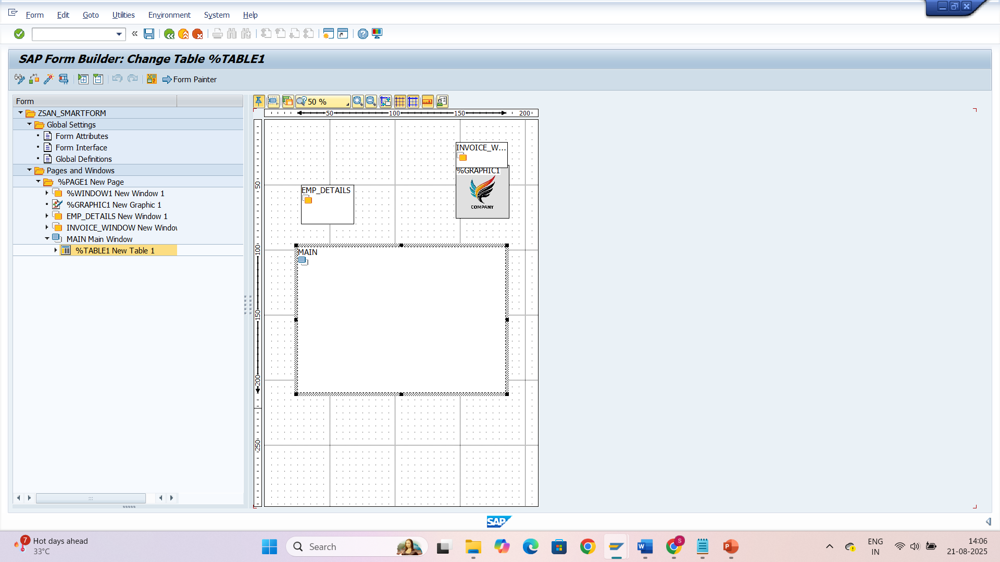 Form Edit Goto Utilities Environment System Help
SAP Form Builder: Change Table %TABLE1
Form Painter
Form
50 %
ZSAN_SMARTFORM
Global Settings
Form Attributes
Form Interface
Global Definitions
Pages and Windows
%PAGE1 New Page
%WINDOW1 New Window 1
%GRAPHIC1 New Graphic 1
EMP_DETAILS New Window 1
INVOICE_WINDOW New Window
MAIN Main Window
%TABLE1 New Table 1
50 100 150 200
50
100
150
200
250
INVOICE_W...
%GRAPHIC1
COMPANY
EMP_DETAILS
MAIN
SAP
7
Hot days ahead
33°C
Search
W
S
P
ENG
IN
14:06
21-08-2025